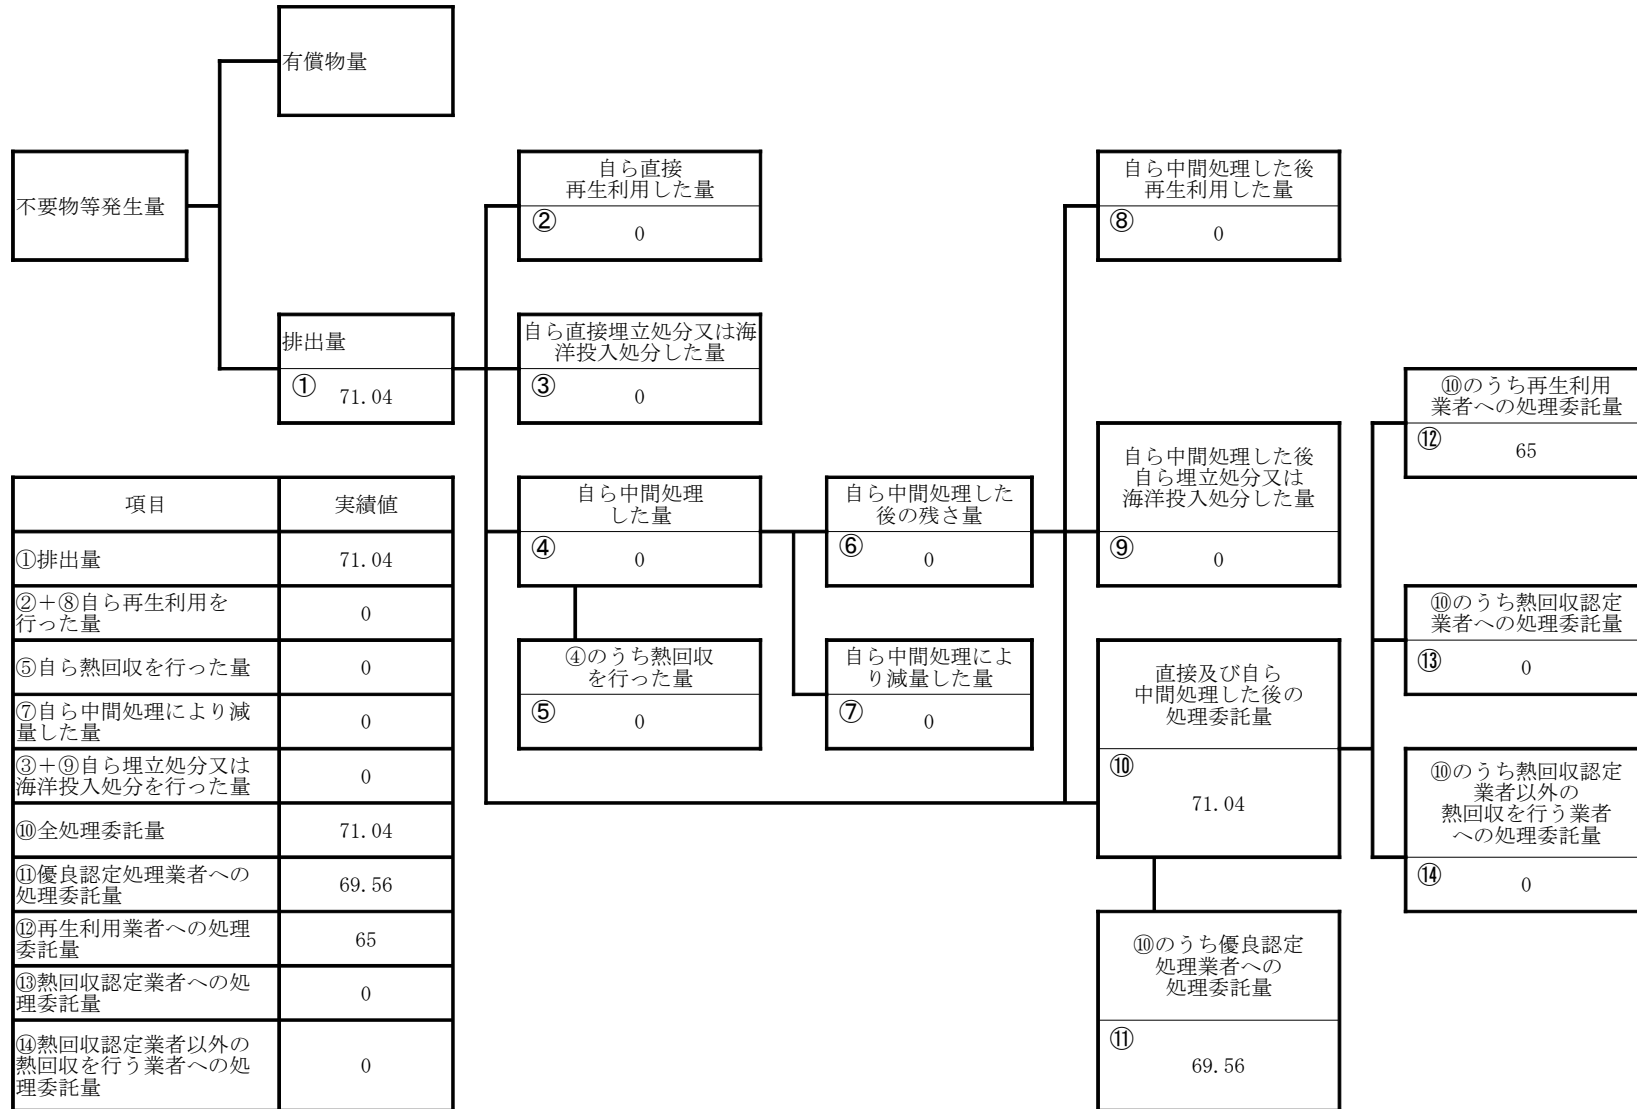 有償物量
不要物等発生量
自ら直接
再生利用した量
②
0
自ら中間処理した後
再生利用した量
⑧
0
排出量
①
71.04
自ら直接埋立処分又は海
洋投入処分した量
③
0
⑩のうち再生利用
業者への処理委託量
⑫
65
自ら中間処理した後
自ら埋立処分又は
海洋投入処分した量
⑨
0
自ら中間処理
した量
④
0
自ら中間処理した
後の残さ量
⑥
0
④のうち熱回収
を行った量
⑤
0
自ら中間処理によ
り減量した量
⑦
0
直接及び自ら
中間処理した後の
処理委託量
⑩
71.04
⑩のうち熱回収認定
業者への処理委託量
⑬
0
⑩のうち熱回収認定
業者以外の
熱回収を行う業者
への処理委託量
⑭
0
⑩のうち優良認定
処理業者への
処理委託量
⑪
69.56
項目 実績値
①排出量 71.04
②＋⑧自ら再生利用を
行った量 0
⑤自ら熱回収を行った量 0
⑦自ら中間処理により減
量した量 0
③＋⑨自ら埋立処分又は
海洋投入処分を行った量 0
⑩全処理委託量 71.04
⑪優良認定処理業者への
処理委託量 69.56
⑫再生利用業者への処理
委託量 65
⑬熱回収認定業者への処
理委託量 0
⑭熱回収認定業者以外の
熱回収を行う業者への処
理委託量 0